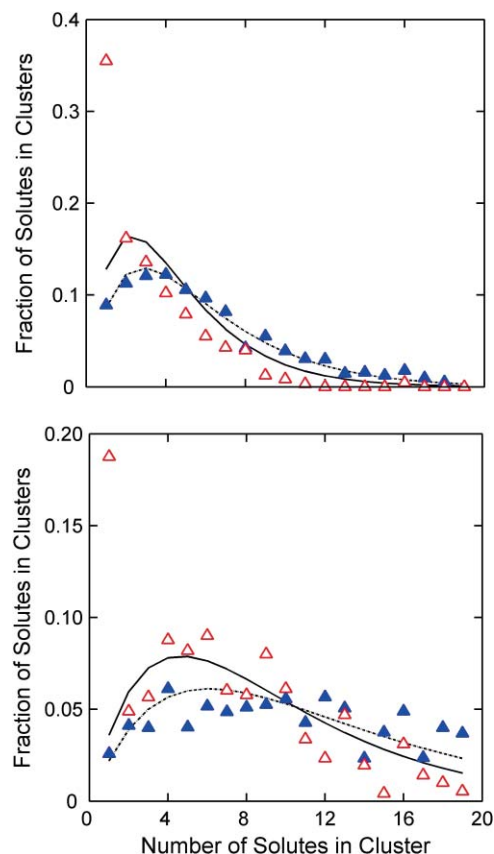 0.4
0.3
0.2
0.1
0
Fraction of Solutes in Clusters
0.20
0.15
0.10
0.05
0
Fraction of Solutes in Clusters
0 4 8 12 16 20
Number of Solutes in Cluster